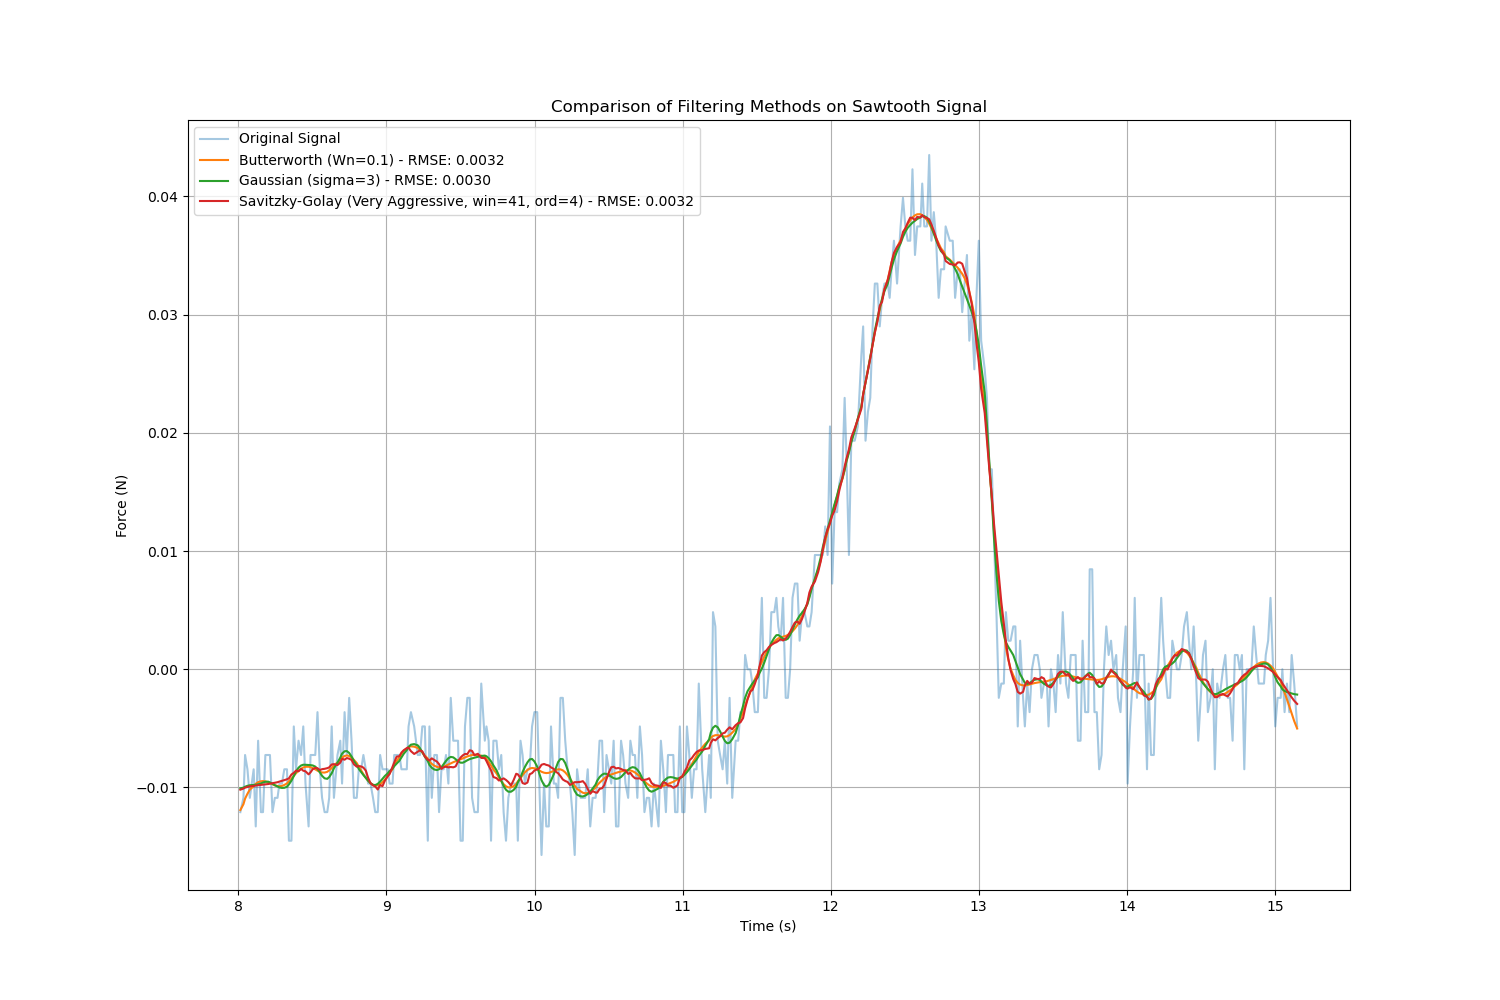 Comparison of Filtering Methods on Sawtooth Signal
Original Signal
Butterworth (Wn=0.1) - RMSE: 0.0032
Gaussian (sigma=3) - RMSE: 0.0030
Savitzky-Golay (Very Aggressive, win=41, ord=4) - RMSE: 0.0032
0.04
0.03
0.02
0.01
0.00
−0.01
Force (N)
8 9 10 11 12 13 14 15
Time (s)